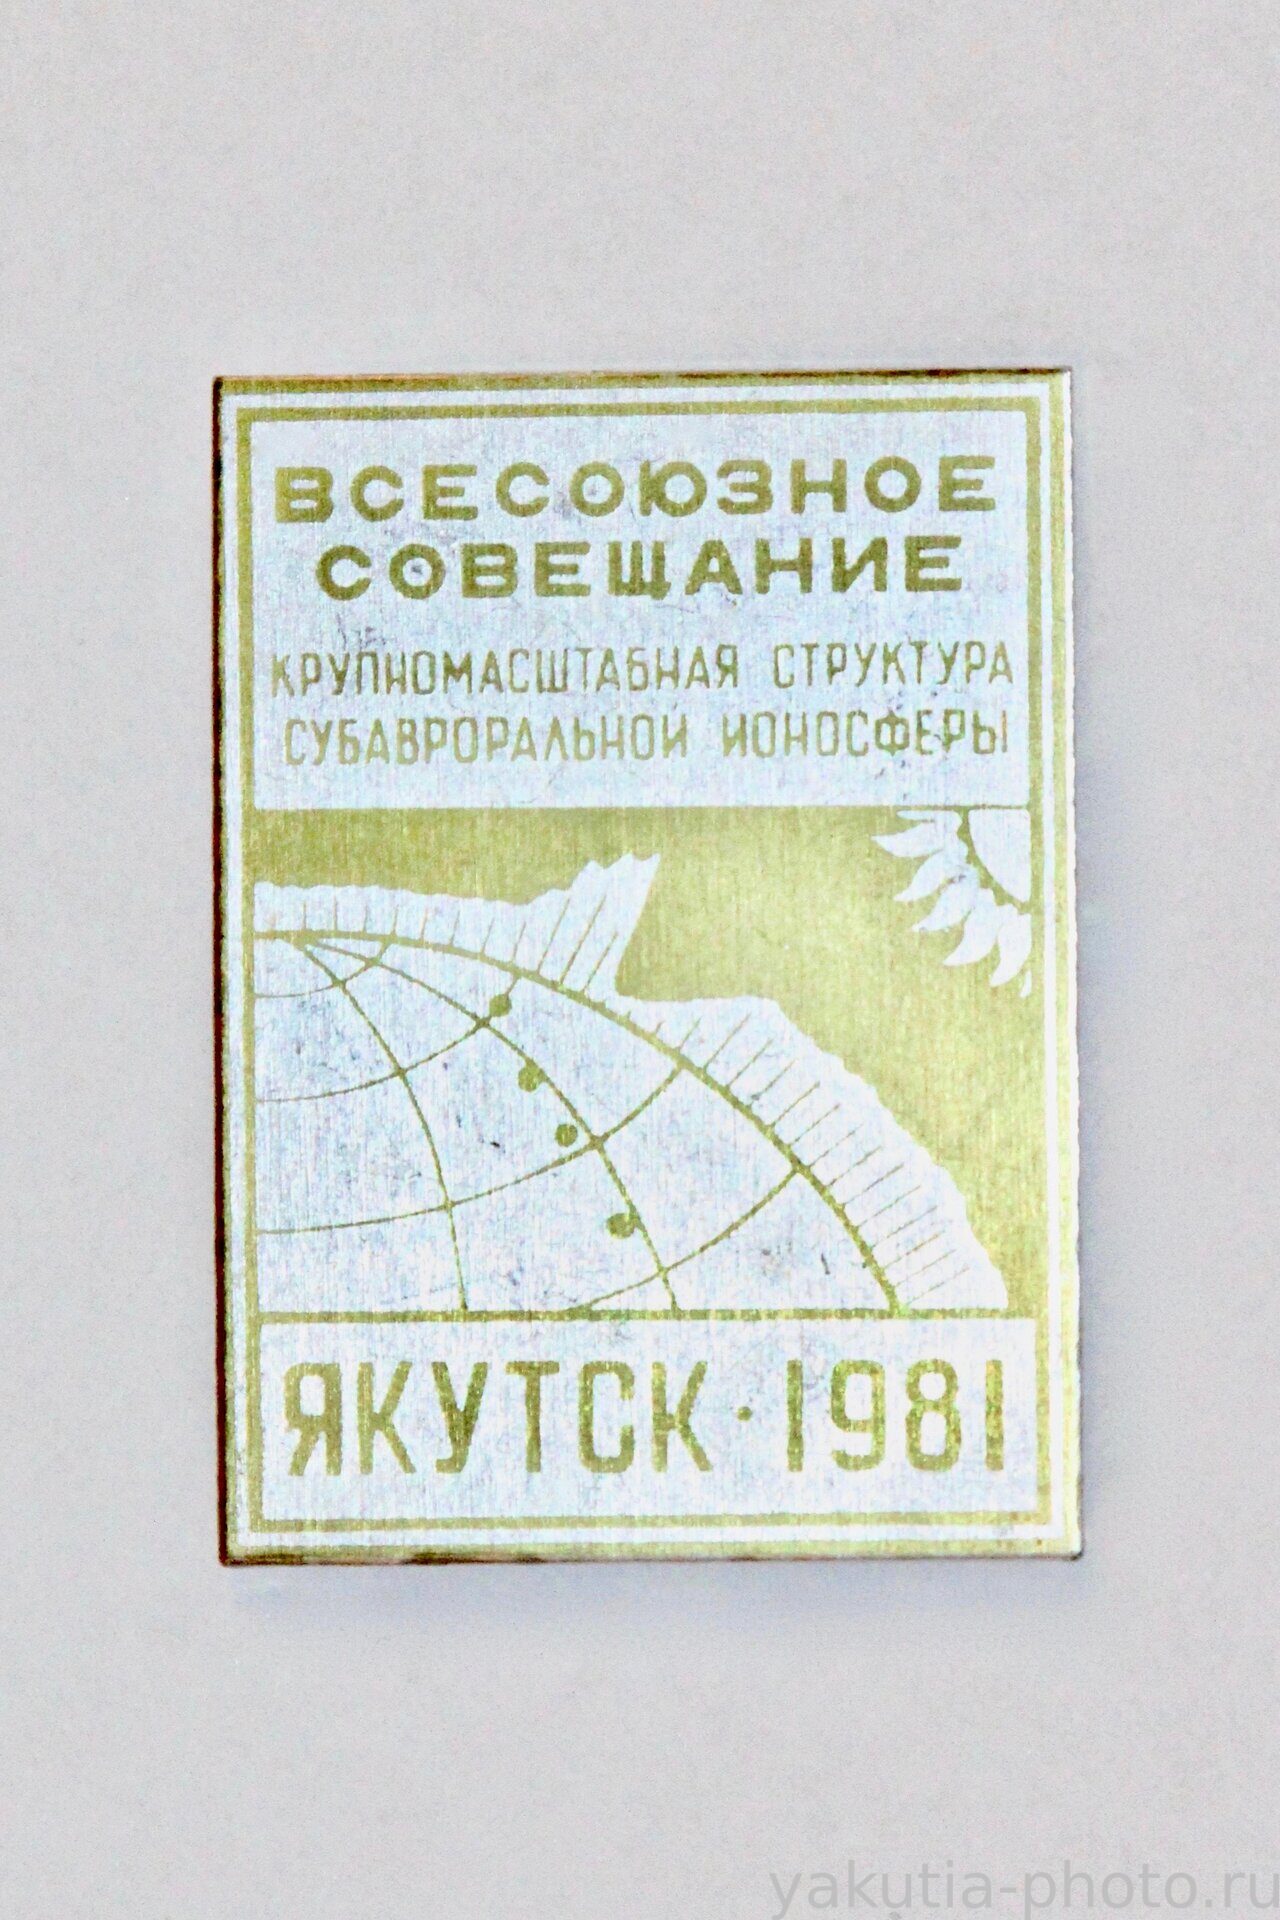 ВСЕСОЮЗНОЕ
СОВЕЩАНИЕ
КРУПНОМАСШТАБНАЯ СТРУКТУРА
СУБАВРОРАЛЬНОЙ ИОНОСФЕРЫ
ЯКУТСК · 1981
yakutia-photo.ru